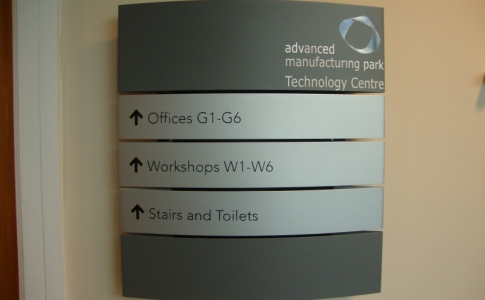 advanced
manufacturing park
Technology Centre
↑ Offices G1-G6
↑ Workshops W1-W6
↑ Stairs and Toilets